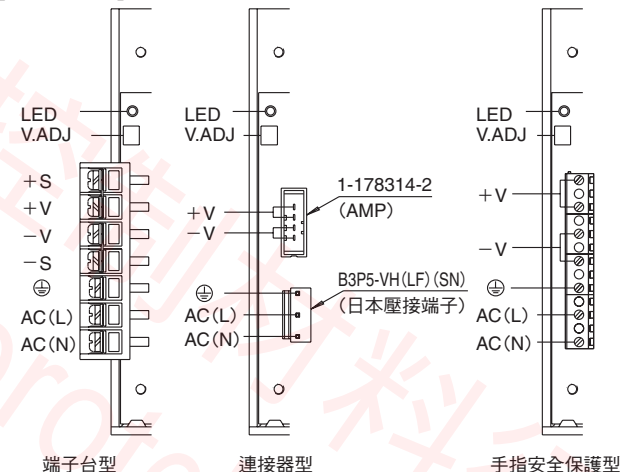 LED
V.ADJ
+S
+V
−V
−S
⏚
AC(L)
AC(N)
端子台型
LED
V.ADJ
1-178314-2
(AMP)
+V
−V
B3P5-VH(LF)(SN)
(日本壓接端子)
⏚
AC(L)
AC(N)
連接器型
LED
V.ADJ
+V
−V
⏚
AC(L)
AC(N)
手指安全保護型